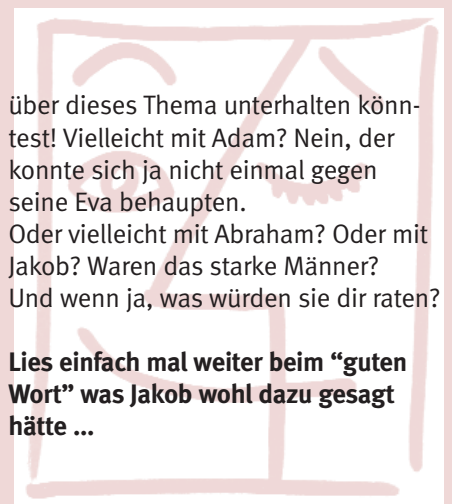 über dieses Thema unterhalten könn-
test! Vielleicht mit Adam? Nein, der
konnte sich ja nicht einmal gegen
seine Eva behaupten.
Oder vielleicht mit Abraham? Oder mit
Jakob? Waren das starke Männer?
Und wenn ja, was würden sie dir raten?
Lies einfach mal weiter beim “guten
Wort” was Jakob wohl dazu gesagt
hätte ...